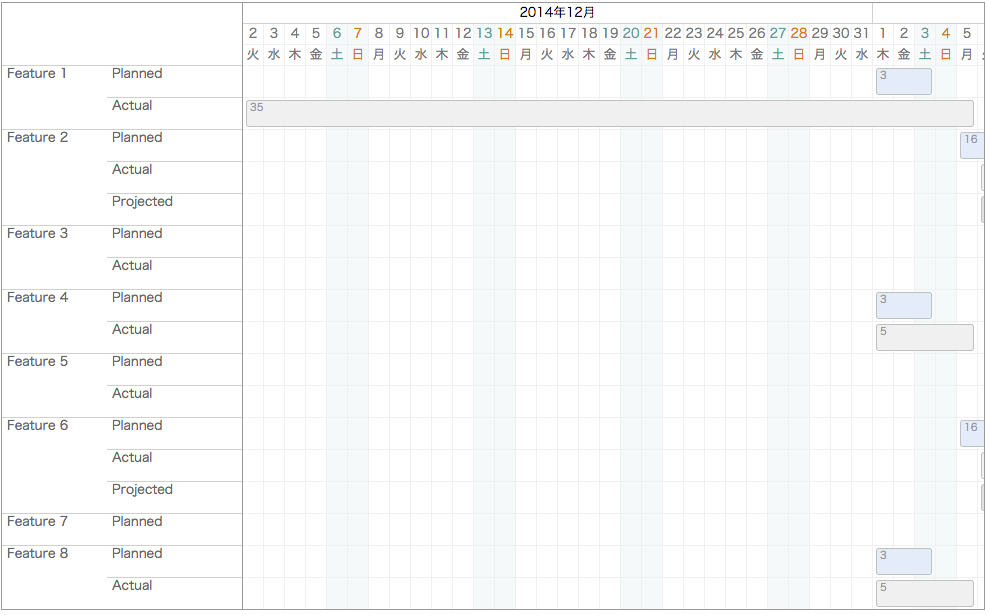 2014年12月
2 3 4 5 6 7 8 9 10 11 12 13 14 15 16 17 18 19 20 21 22 23 24 25 26 27 28 29 30 31 1 2 3 4 5
火 水 木 金 土 日 月 火 水 木 金 土 日 月 火 水 木 金 土 日 月 火 水 木 金 土 日 月 火 水 木 金 土 日 月
Feature 1 Planned 3
Actual 35
Feature 2 Planned 16
Actual
Projected
Feature 3 Planned
Actual
Feature 4 Planned 3
Actual 5
Feature 5 Planned
Actual
Feature 6 Planned 16
Actual
Projected
Feature 7 Planned
Feature 8 Planned 3
Actual 5